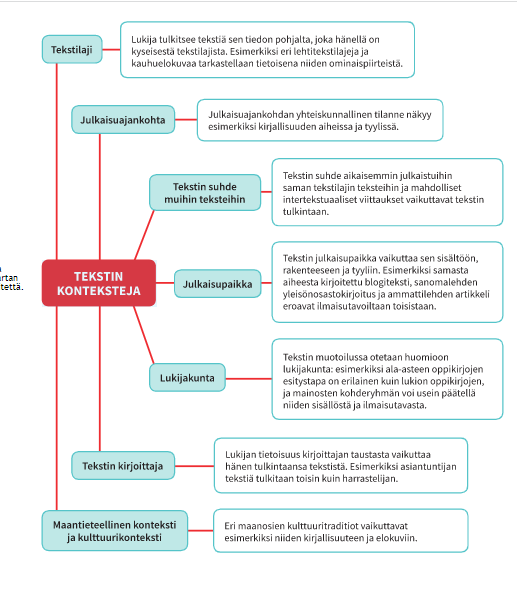 Tekstilaji
Lukija tulkitsee tekstiä sen tiedon pohjalta, joka hänellä on
kyseisestä tekstilajista. Esimerkiksi eri lehtitekstilajeja ja
kauhuelokuvaa tarkastellaan tietoisena niiden ominaispiirteistä.
Julkaisuajankohta
Julkaisuajankohdan yhteiskunnallinen tilanne näkyy
esimerkiksi kirjallisuuden aiheissa ja tyylissä.
Tekstin suhde
muihin teksteihin
Tekstin suhde aikaisemmin julkaistuihin
saman tekstilajin teksteihin ja mahdolliset
intertekstuaaliset viittaukset vaikuttavat tekstin
tulkintaan.
rtan
tettä.
TEKSTIN
KONTEKSTEJA
Julkaisupaikka
Tekstin julkaisupaikka vaikuttaa sen sisältöön,
rakenteeseen ja tyyliin. Esimerkiksi samasta
aiheesta kirjoitettu blogiteksti, sanomalehden
yleisönosastokirjoitus ja ammattilehden artikkeli
eroavat ilmaisutavoiltaan toisistaan.
Lukijakunta
Tekstin muotoilussa otetaan huomioon
lukijakunta: esimerkiksi ala-asteen oppikirjojen
esitystapa on erilainen kuin lukion oppikirjojen,
ja mainosten kohderyhmän voi usein päätellä
niiden sisällöstä ja ilmaisutavasta.
Tekstin kirjoittaja
Lukijan tietoisuus kirjoittajan taustasta vaikuttaa
hänen tulkintaansa tekstistä. Esimerkiksi asiantuntijan
tekstiä tulkitaan toisin kuin harrastelijan.
Maantieteellinen konteksti
ja kulttuurikonteksti
Eri maanosien kulttuuritraditiot vaikuttavat
esimerkiksi niiden kirjallisuuteen ja elokuviin.